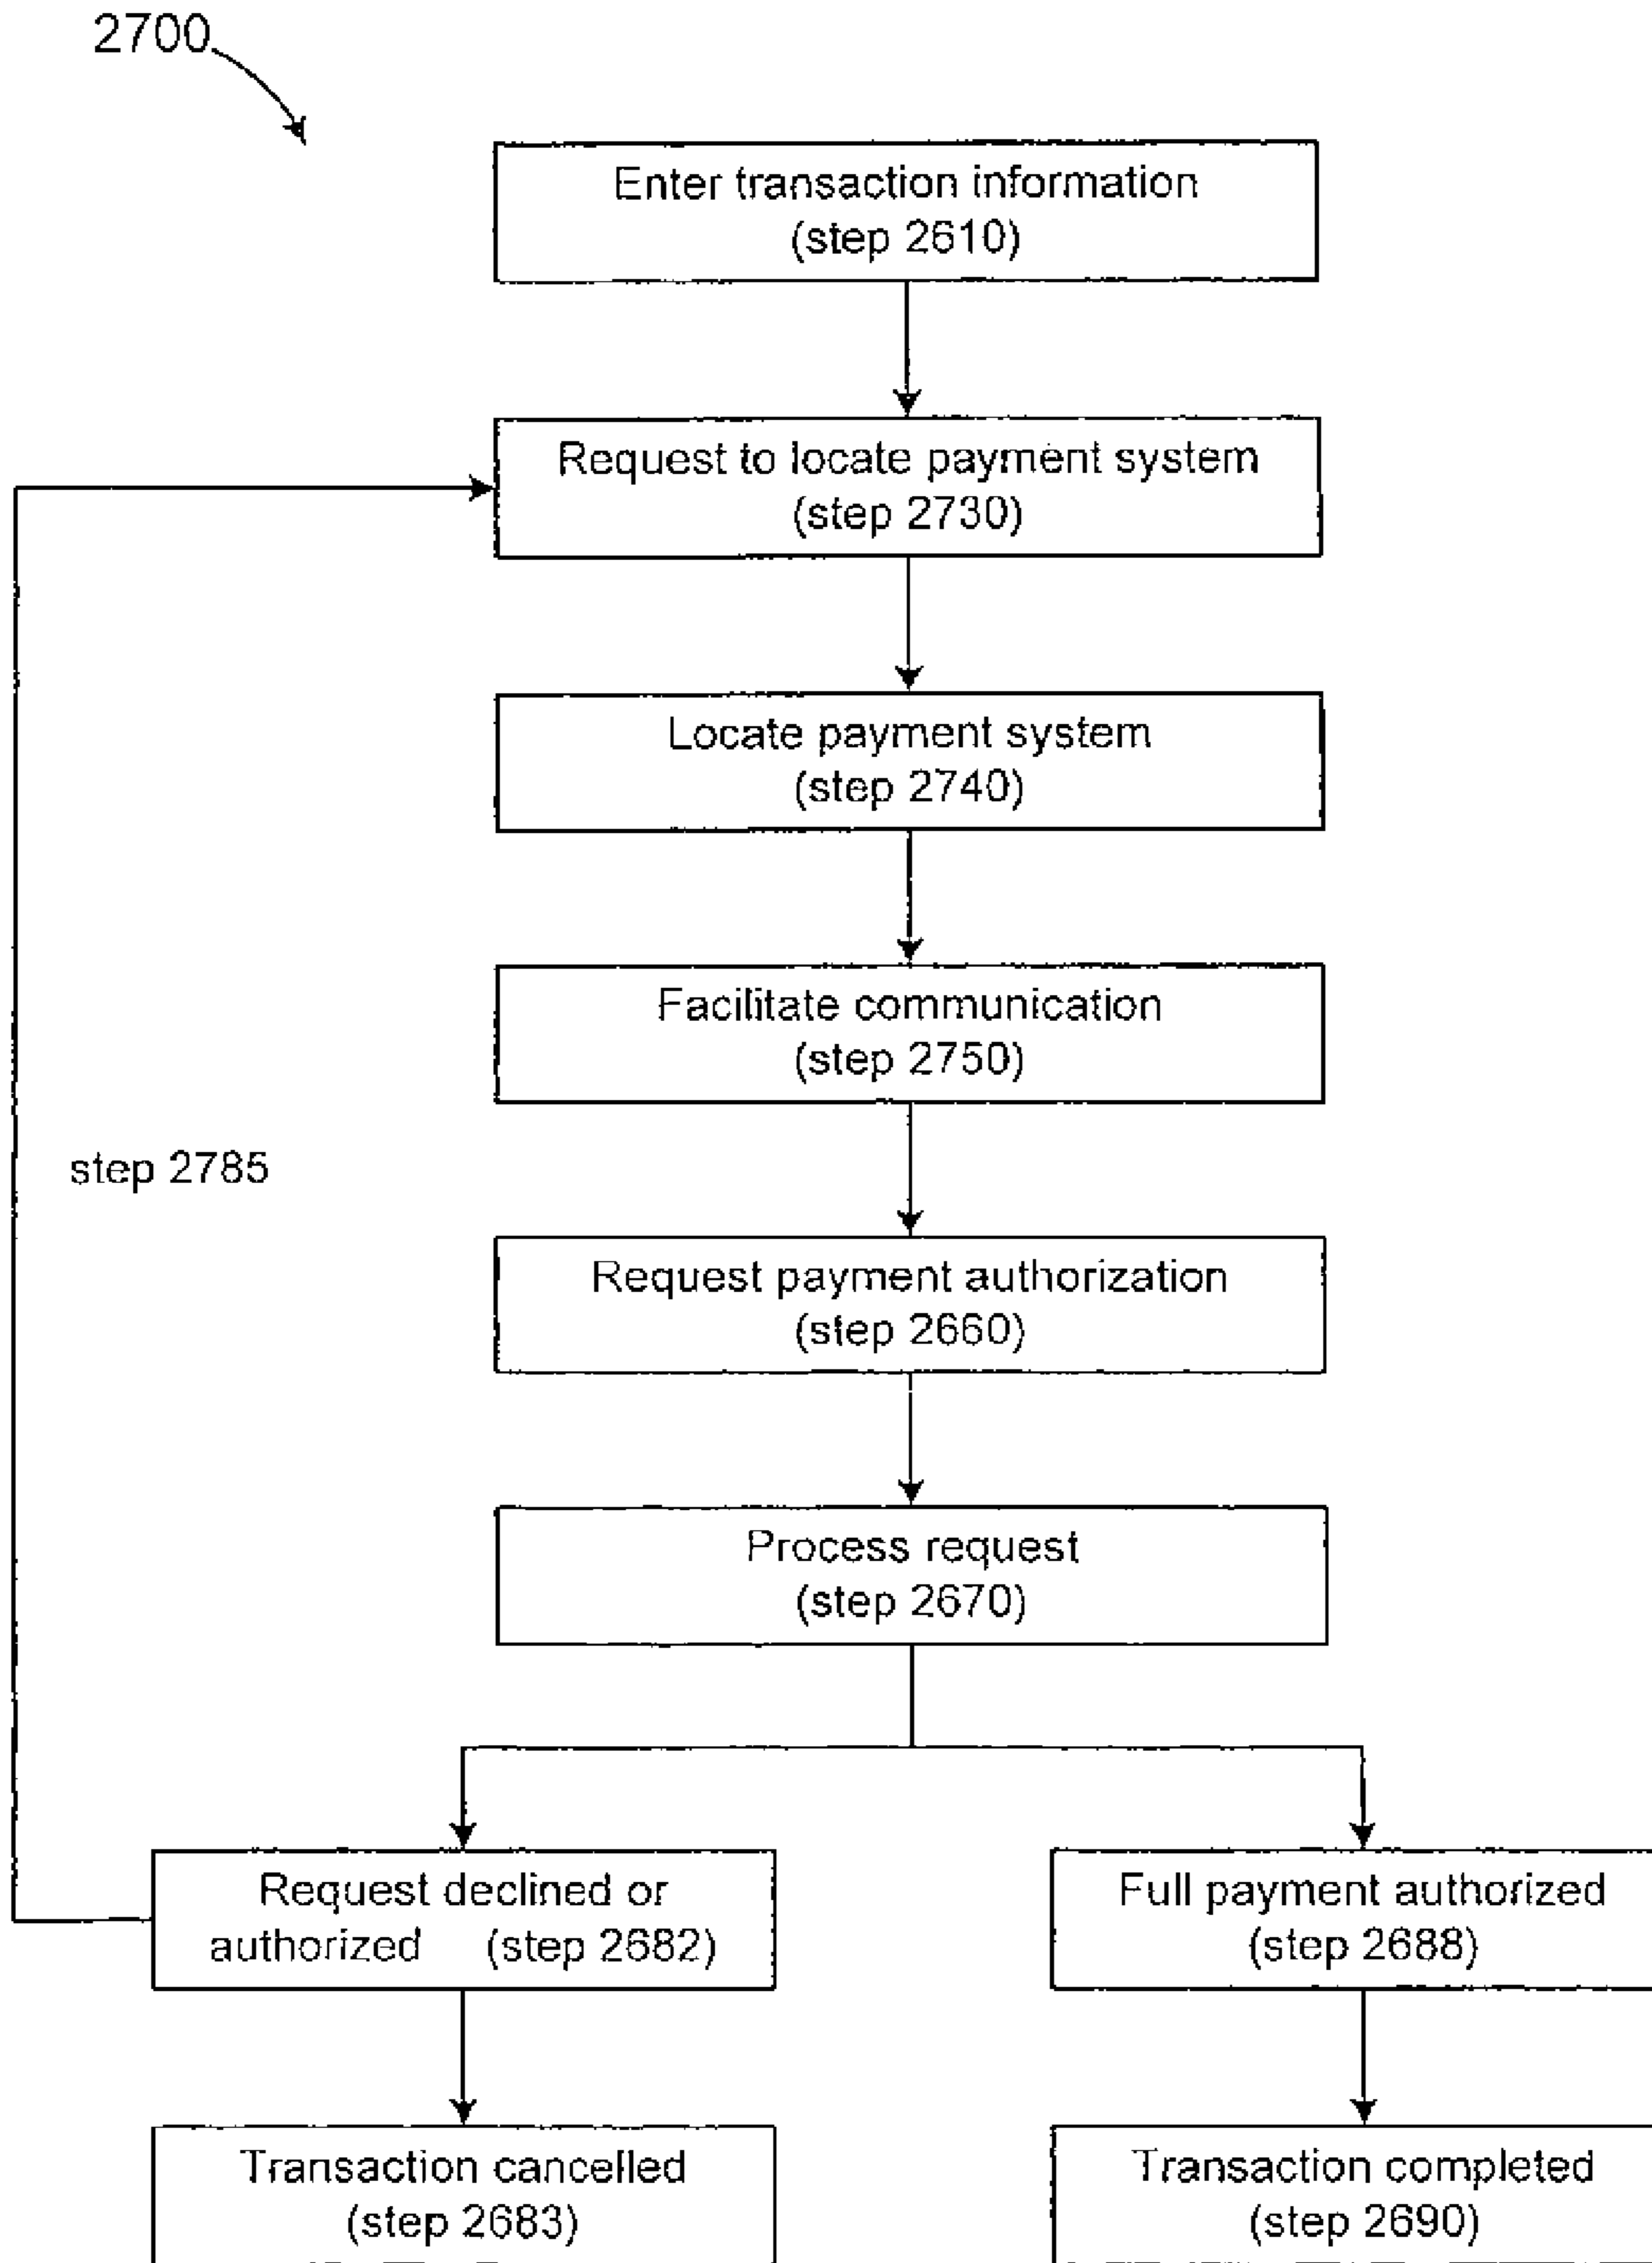 2700
Enter transaction information
(step 2610)
Request to locate payment system
(step 2730)
Locate payment system
(step 2740)
Facilitate communication
(step 2750)
step 2785
Request payment authorization
(step 2660)
Process request
(step 2670)
Request declined or
authorized (step 2682)
Full payment authorized
(step 2688)
Transaction cancelled
(step 2683)
Transaction completed
(step 2690)